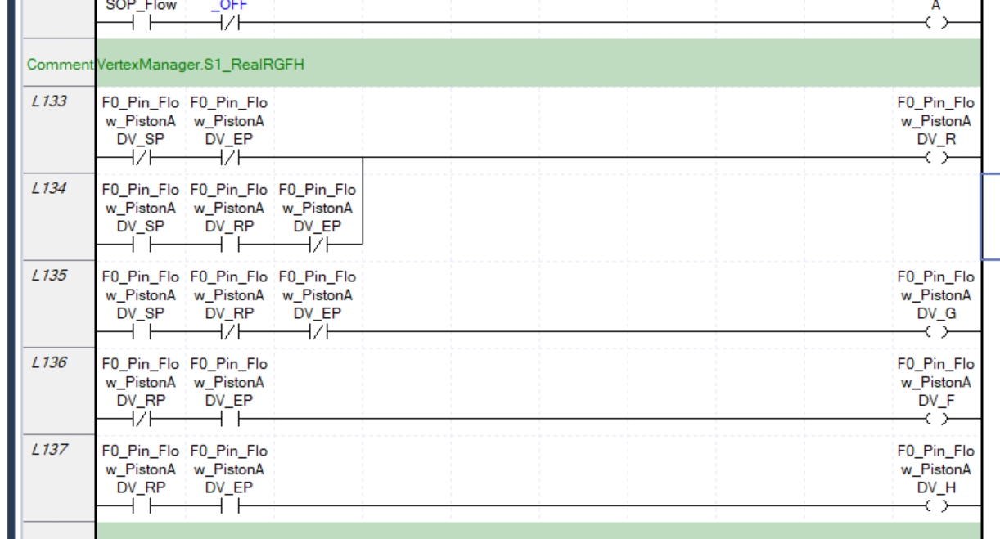 SOP_Flow _OFF A
Comment VertexManager.S1_RealRGFH
L133 F0_Pin_Flo F0_Pin_Flo F0_Pin_Flo
w_PistonA w_PistonA w_PistonA
DV_SP DV_EP DV_R
L134 F0_Pin_Flo F0_Pin_Flo F0_Pin_Flo
w_PistonA w_PistonA w_PistonA
DV_SP DV_RP DV_EP
L135 F0_Pin_Flo F0_Pin_Flo F0_Pin_Flo F0_Pin_Flo
w_PistonA w_PistonA w_PistonA w_PistonA
DV_SP DV_RP DV_EP DV_G
L136 F0_Pin_Flo F0_Pin_Flo F0_Pin_Flo
w_PistonA w_PistonA w_PistonA
DV_RP DV_EP DV_F
L137 F0_Pin_Flo F0_Pin_Flo F0_Pin_Flo
w_PistonA w_PistonA w_PistonA
DV_RP DV_EP DV_H